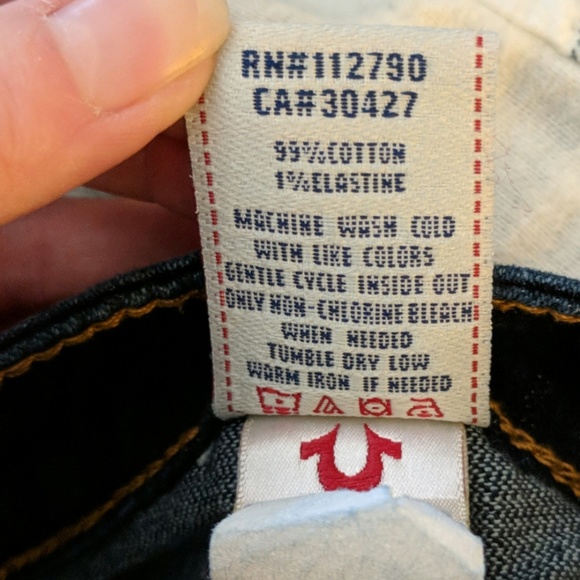 RN#112790
CA#30427
99%COTTON
1%ELASTINE
MACHINE WASH COLD
WITH LIKE COLORS
GENTLE CYCLE INSIDE OUT
ONLY NON-CHLORINE BLEACH
WHEN NEEDED
TUMBLE DRY LOW
WARM IRON IF NEEDED